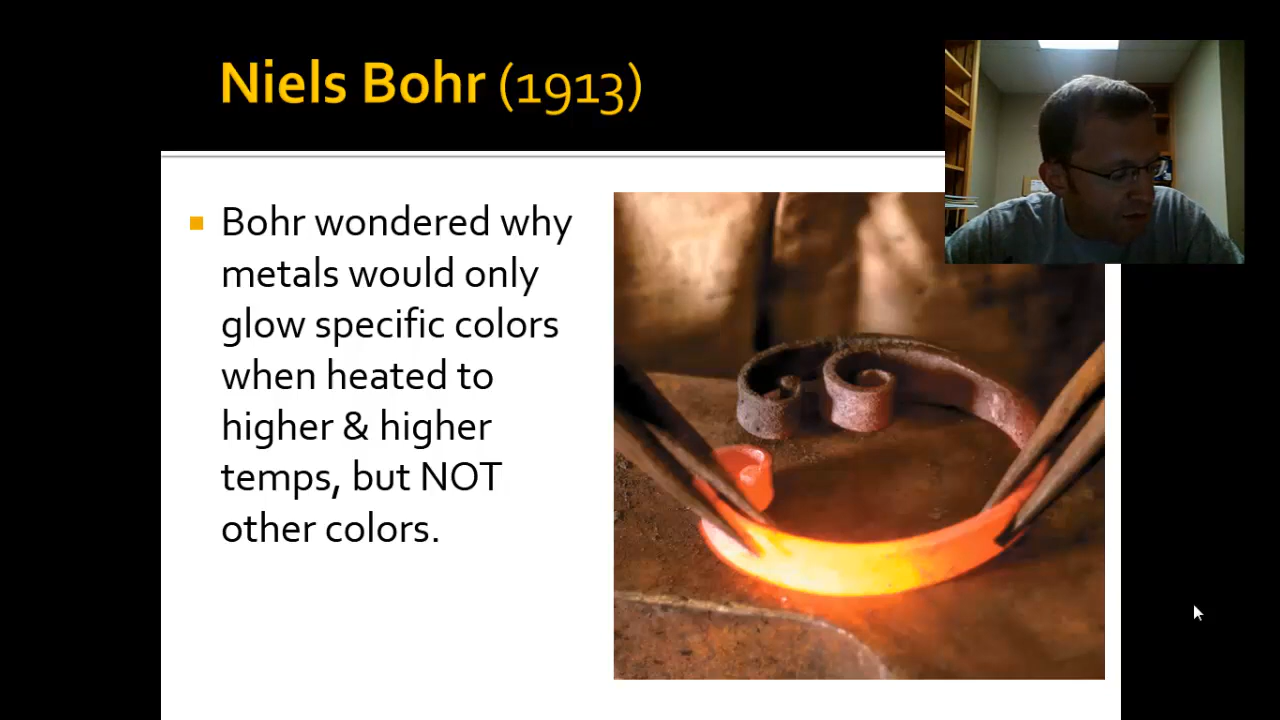 Niels Bohr (1913)
Bohr wondered why
metals would only
glow specific colors
when heated to
higher & higher
temps, but NOT
other colors.